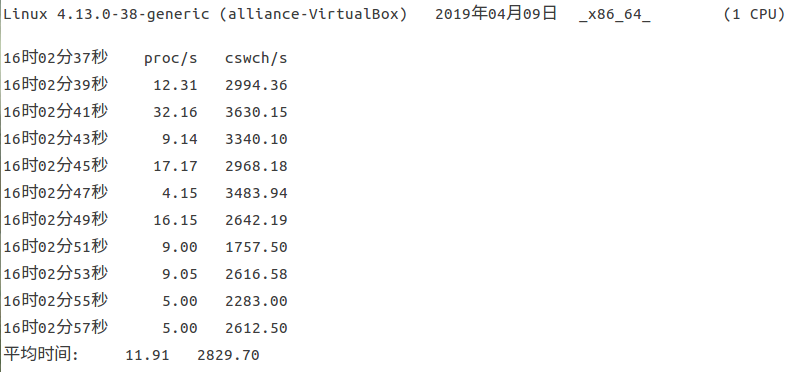 Linux 4.13.0-38-generic (alliance-VirtualBox) 2019年04月09日 _x86_64_ (1 CPU)
16时02分37秒 proc/s cswch/s
16时02分39秒 12.31 2994.36
16时02分41秒 32.16 3630.15
16时02分43秒 9.14 3340.10
16时02分45秒 17.17 2968.18
16时02分47秒 4.15 3483.94
16时02分49秒 16.15 2642.19
16时02分51秒 9.00 1757.50
16时02分53秒 9.05 2616.58
16时02分55秒 5.00 2283.00
16时02分57秒 5.00 2612.50
平均时间: 11.91 2829.70